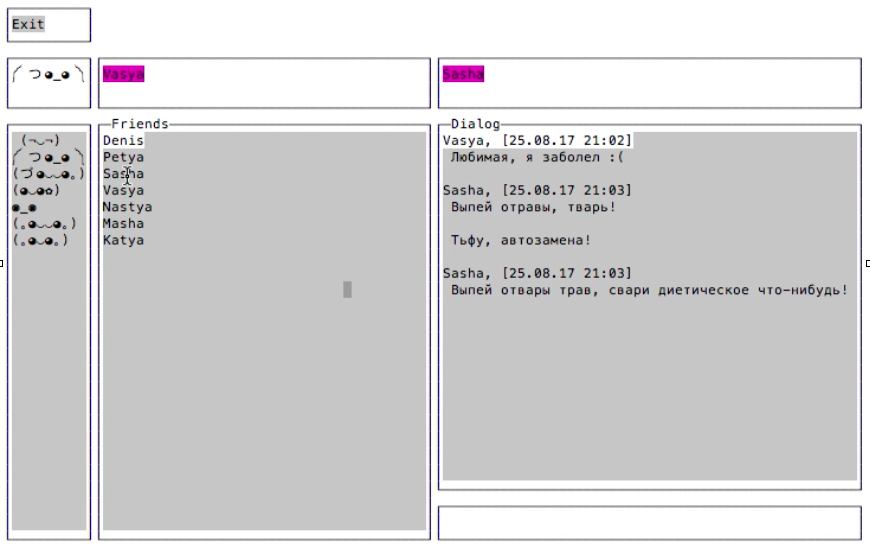 Exit
(￣ つ◕_◕ ̄)
Vasya
Sasha
(¬‿¬)
(￣ つ◕_◕ ̄)
(づ｡◕‿‿◕｡)
(◕‿◕✿)
◉_◉
(｡◕‿‿◕｡)
(｡◕‿◕｡)
Friends
Denis
Petya
Sasha
Vasya
Nastya
Masha
Katya
Dialog
Vasya, [25.08.17 21:02]
Любимая, я заболел :(
Sasha, [25.08.17 21:03]
Выпей отравы, тварь!
Тьфу, автозамена!
Sasha, [25.08.17 21:03]
Выпей отвары трав, свари диетическое что-нибудь!